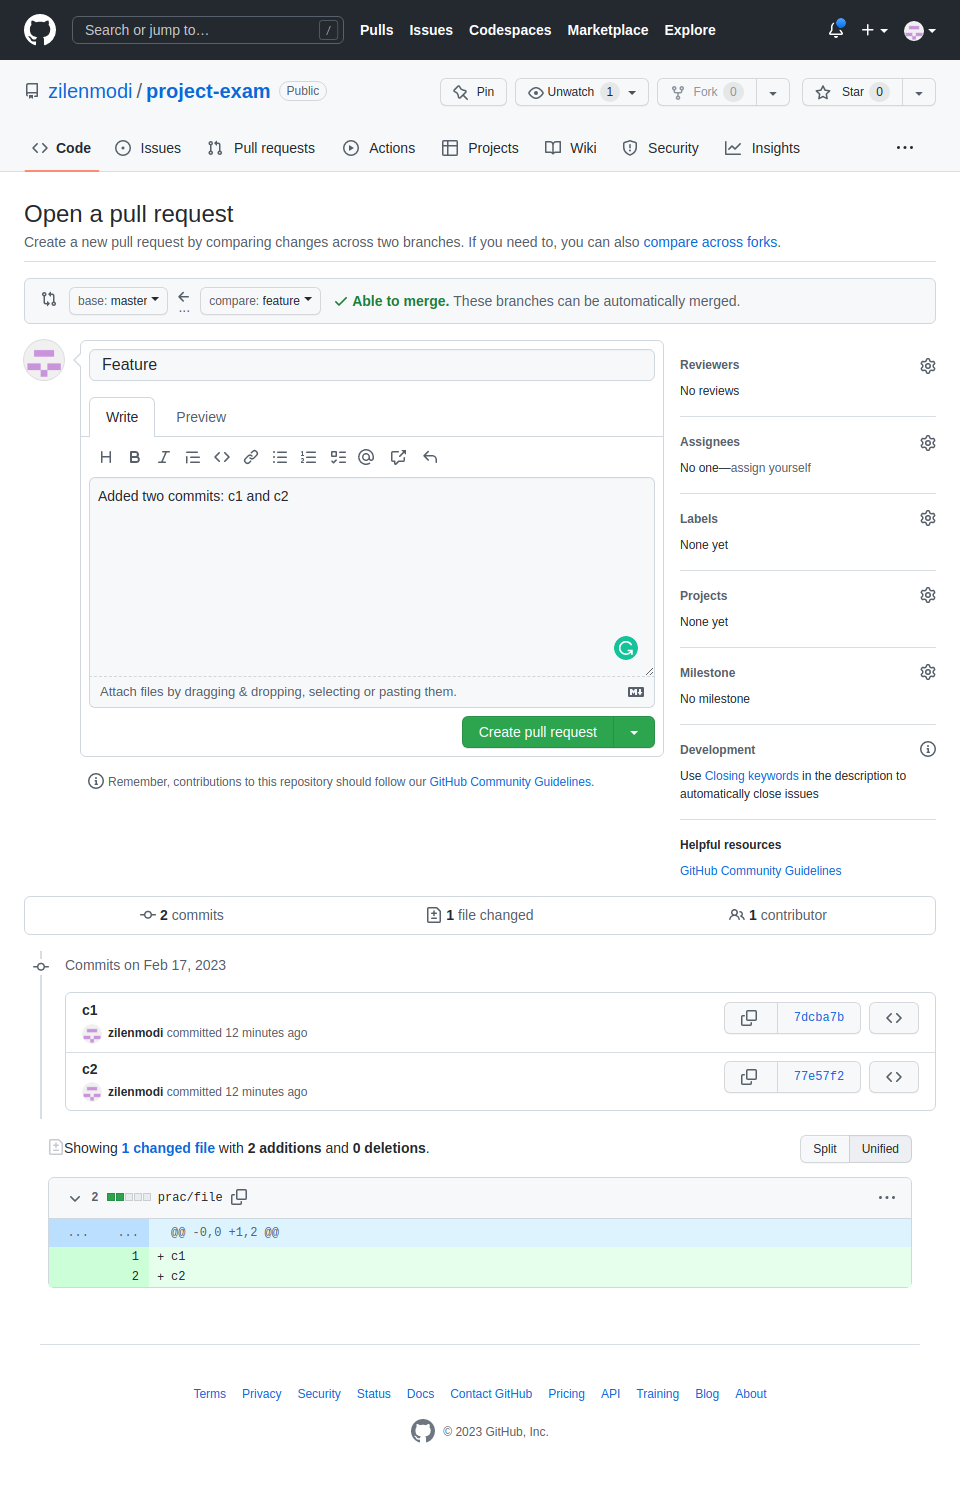 Search or jump to… / Pulls Issues Codespaces Marketplace Explore
zilenmodi / project-exam Public Pin Unwatch 1 Fork 0 Star 0
Code Issues Pull requests Actions Projects Wiki Security Insights
Open a pull request
Create a new pull request by comparing changes across two branches. If you need to, you can also compare across forks.
base: master ... compare: feature Able to merge. These branches can be automatically merged.
Feature
Write Preview
Added two commits: c1 and c2
Attach files by dragging & dropping, selecting or pasting them.
Create pull request
Remember, contributions to this repository should follow our GitHub Community Guidelines.
Reviewers
No reviews
Assignees
No one—assign yourself
Labels
None yet
Projects
None yet
Milestone
No milestone
Development
Use Closing keywords in the description to
automatically close issues
Helpful resources
GitHub Community Guidelines
2 commits 1 file changed 1 contributor
Commits on Feb 17, 2023
c1
zilenmodi committed 12 minutes ago 7dcba7b
c2
zilenmodi committed 12 minutes ago 77e57f2
Showing 1 changed file with 2 additions and 0 deletions. Split Unified
2 prac/file
... ... @@ -0,0 +1,2 @@
1 + c1
2 + c2
Terms Privacy Security Status Docs Contact GitHub Pricing API Training Blog About
© 2023 GitHub, Inc.